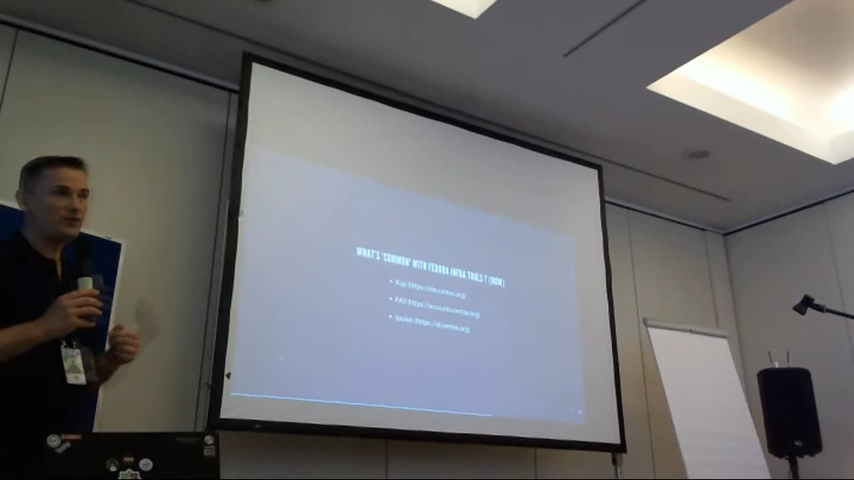 WHAT'S 'COMMON' WITH FEDORA INFRA TOOLS ? (NOW)
Koji (https://cbs.centos.org)
FAS (https://accounts.centos.org)
Ipsilon (https://id.centos.org)